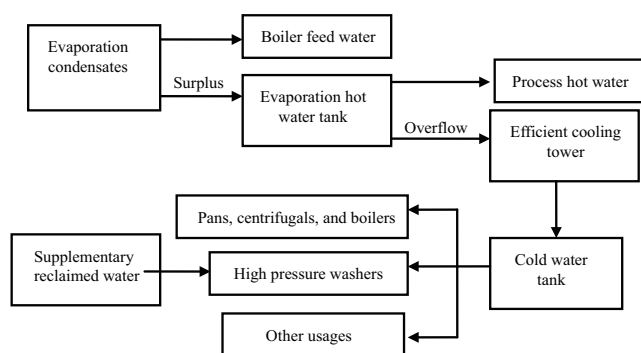 Evaporation
condensates
Boiler feed water
Surplus
Evaporation hot
water tank
Process hot water
Overflow
Efficient cooling
tower
Pans, centrifugals, and boilers
Supplementary
reclaimed water
High pressure washers
Cold water
tank
Other usages